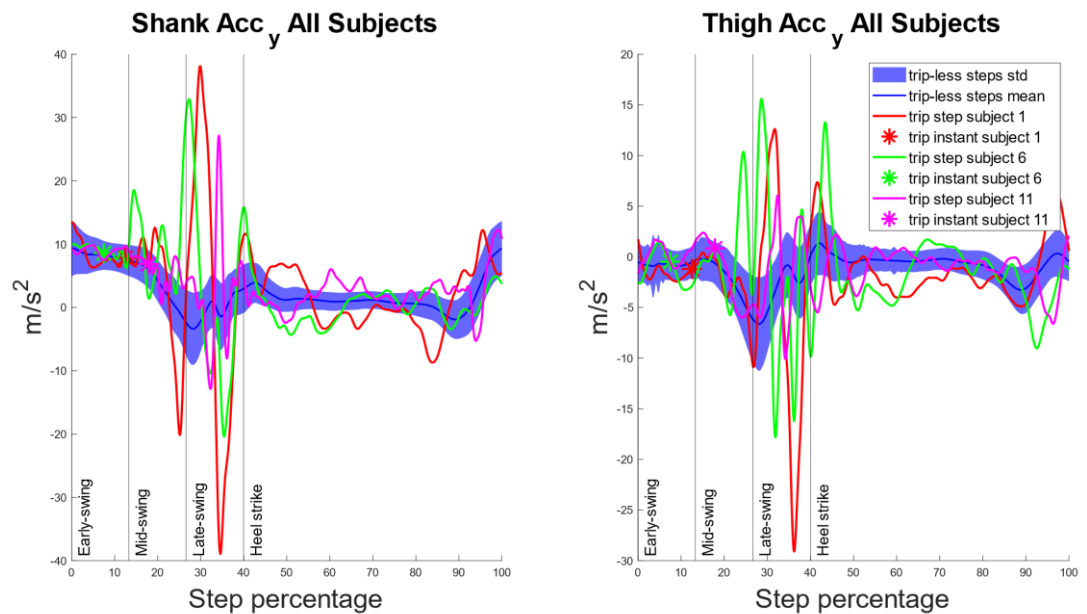 Shank Acc_y All Subjects
40
30
20
10
0
-10
-20
-30
-40
m/s²
Early-swing
Mid-swing
Late-swing
Heel strike
0 10 20 30 40 50 60 70 80 90 100
Step percentage
Thigh Acc_y All Subjects
20
15
10
5
0
-5
-10
-15
-20
-25
-30
m/s²
trip-less steps std
trip-less steps mean
trip step subject 1
trip instant subject 1
trip step subject 6
trip instant subject 6
trip step subject 11
trip instant subject 11
Early-swing
Mid-swing
Late-swing
Heel strike
0 10 20 30 40 50 60 70 80 90 100
Step percentage